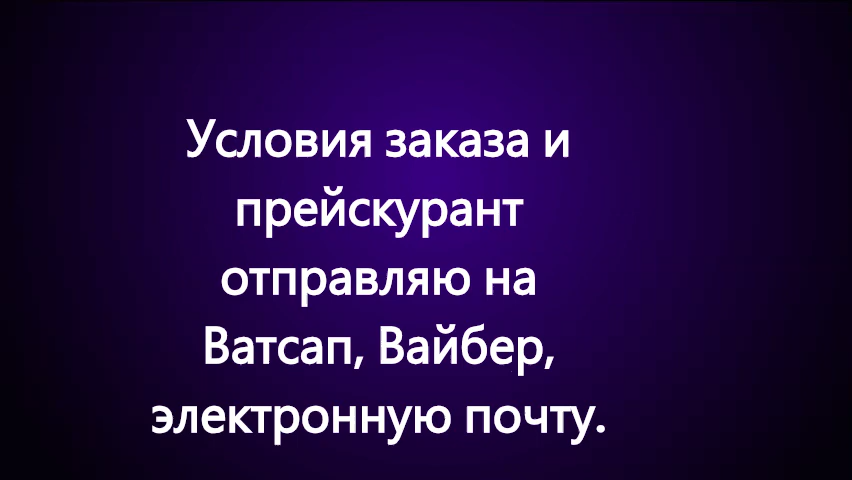 Условия заказа и
прейскурант
отправляю на
Ватсап, Вайбер,
электронную почту.